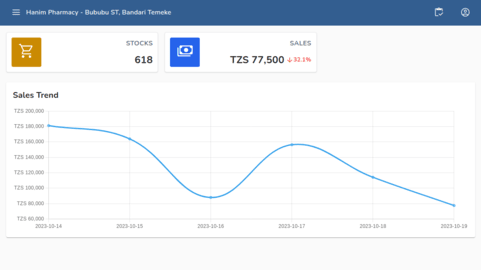 Hanim Pharmacy - Bububu ST, Bandari Temeke
STOCKS
618
SALES
TZS 77,500 ↓ 32.1%
Sales Trend
TZS 200,000
TZS 180,000
TZS 160,000
TZS 140,000
TZS 120,000
TZS 100,000
TZS 80,000
TZS 60,000
2023-10-14 2023-10-15 2023-10-16 2023-10-17 2023-10-18 2023-10-19